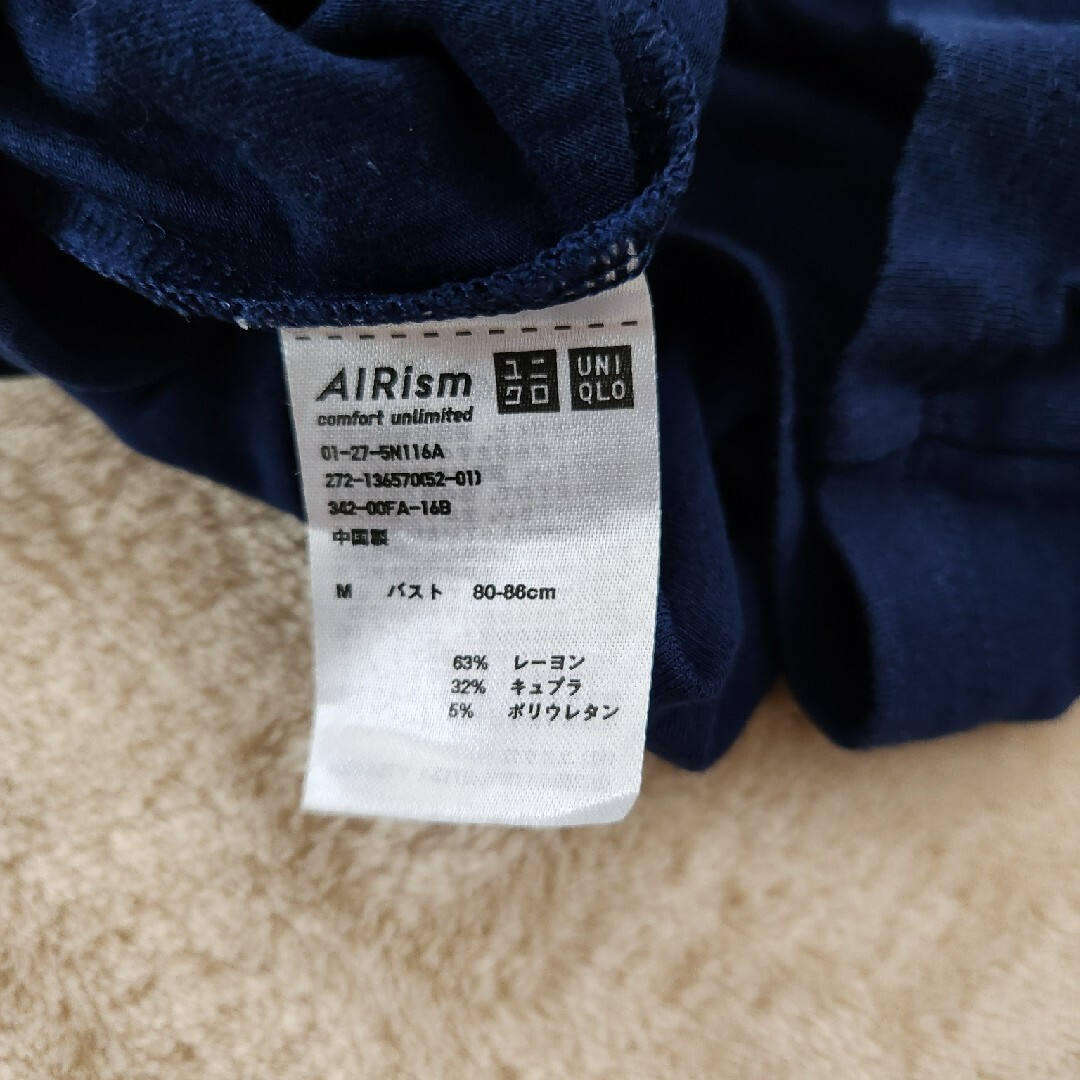 AIRism
comfort unlimited
ユニ
クロ
UNI
QLO
01-27-5N116A
272-136570(52-01)
342-00FA-16B
中国製
M バスト 80-86cm
63% レーヨン
32% キュプラ
5% ポリウレタン